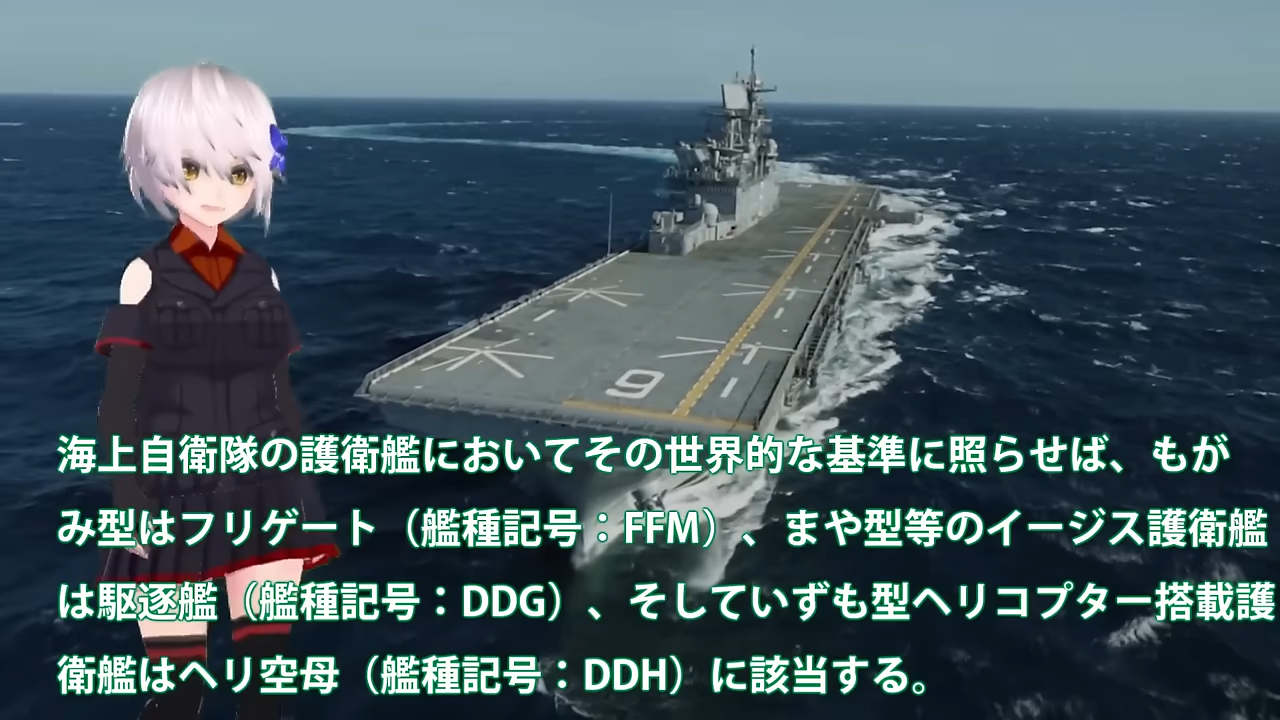 9
海上自衛隊の護衛艦においてその世界的な基準に照らせば、もが
み型はフリゲート（艦種記号：FFM）、まや型等のイージス護衛艦
は駆逐艦（艦種記号：DDG）、そしていずも型ヘリコプター搭載護
衛艦はヘリ空母（艦種記号：DDH）に該当する。